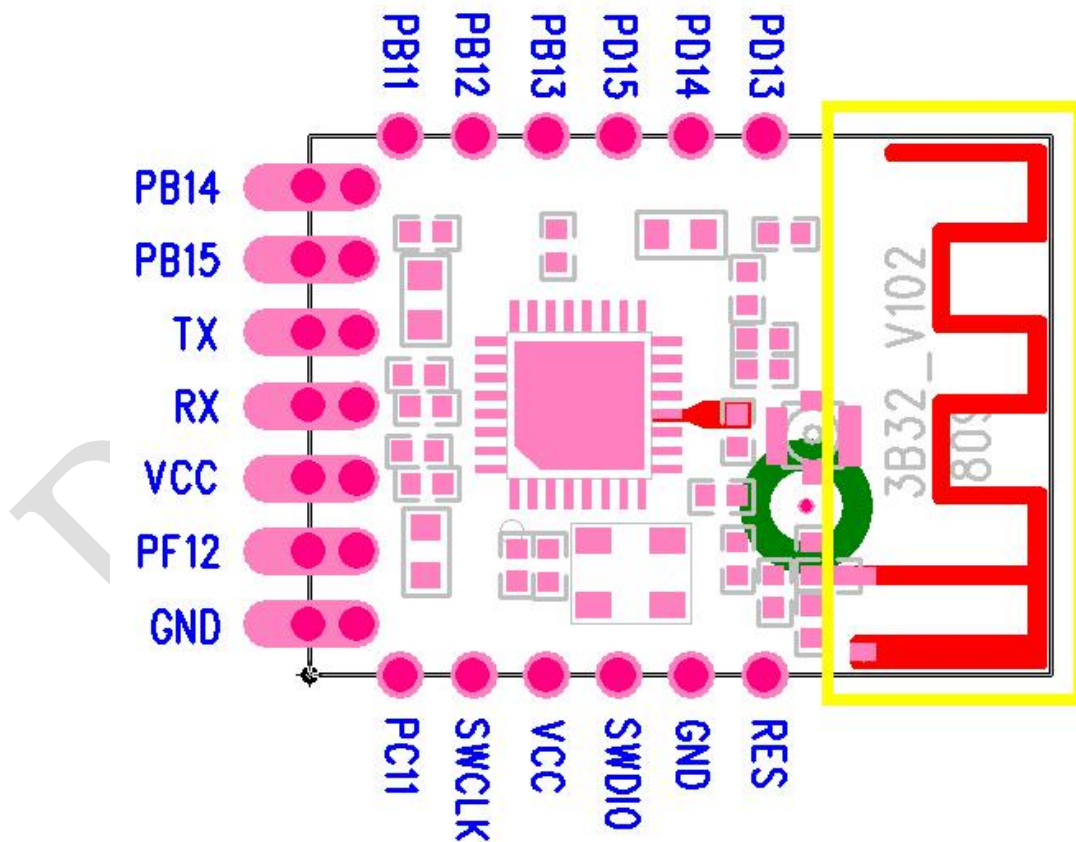 PB11
PB12
PB13
PD15
PD14
PD13
PB14
PB15
TX
RX
VCC
PF12
GND
3B32_V102
PC11
SWCLK
VCC
SWDIO
GND
RES